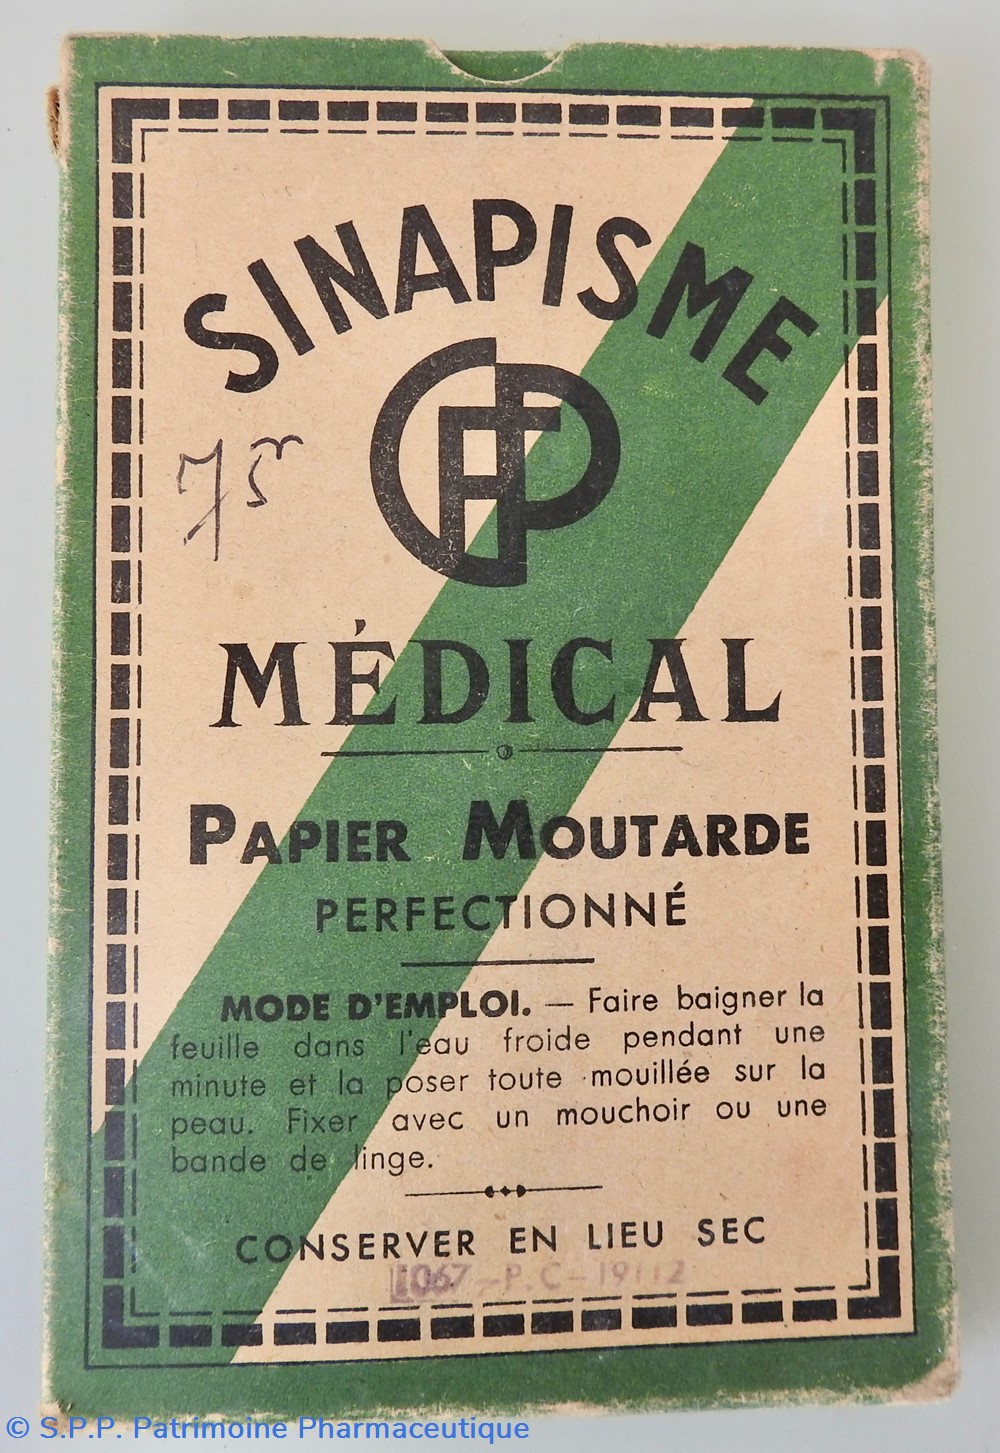 SINAPISME
MÉDICAL
PAPIER MOUTARDE
PERFECTIONNÉ
MODE D'EMPLOI. — Faire baigner la
feuille dans l'eau froide pendant une
minute et la poser toute mouillée sur la
peau. Fixer avec un mouchoir ou une
bande de linge.
CONSERVER EN LIEU SEC
1067 - P. C - 19112
© S.P.P. Patrimoine Pharmaceutique